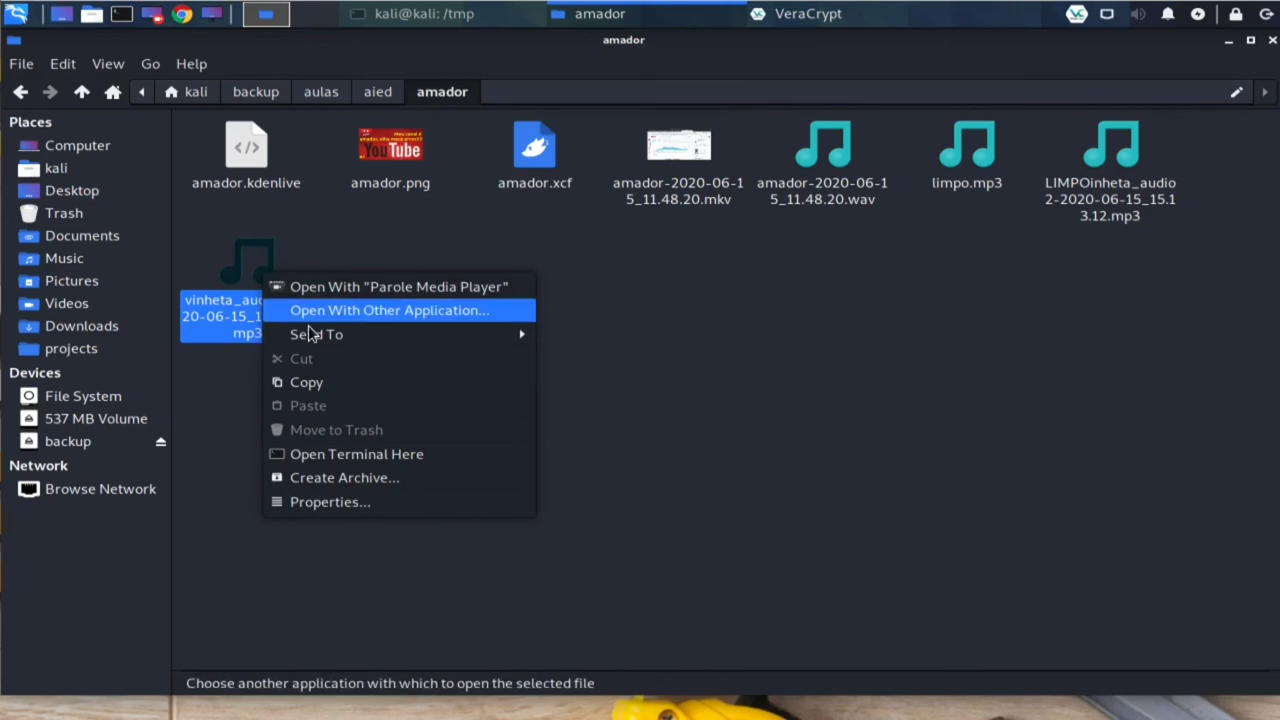 kali@kali: /tmp
amador
VeraCrypt
amador
File Edit View Go Help
kali backup aulas aied amador
Places
Computer
kali
Desktop
Trash
Documents
Music
Pictures
Videos
Downloads
projects
Devices
File System
537 MB Volume
backup
Network
Browse Network
</>
amador.kdenlive
YouTube
amador.png
amador.xcf
amador-2020-06-1
5_11.48.20.mkv
amador-2020-06-1
5_11.48.20.wav
limpo.mp3
LIMPOinheta_audio
2-2020-06-15_15.1
3.12.mp3
vinheta_au
20-06-15_1
mp3
Open With "Parole Media Player"
Open With Other Application...
Send To
Cut
Copy
Paste
Move to Trash
Open Terminal Here
Create Archive...
Properties...
Choose another application with which to open the selected file